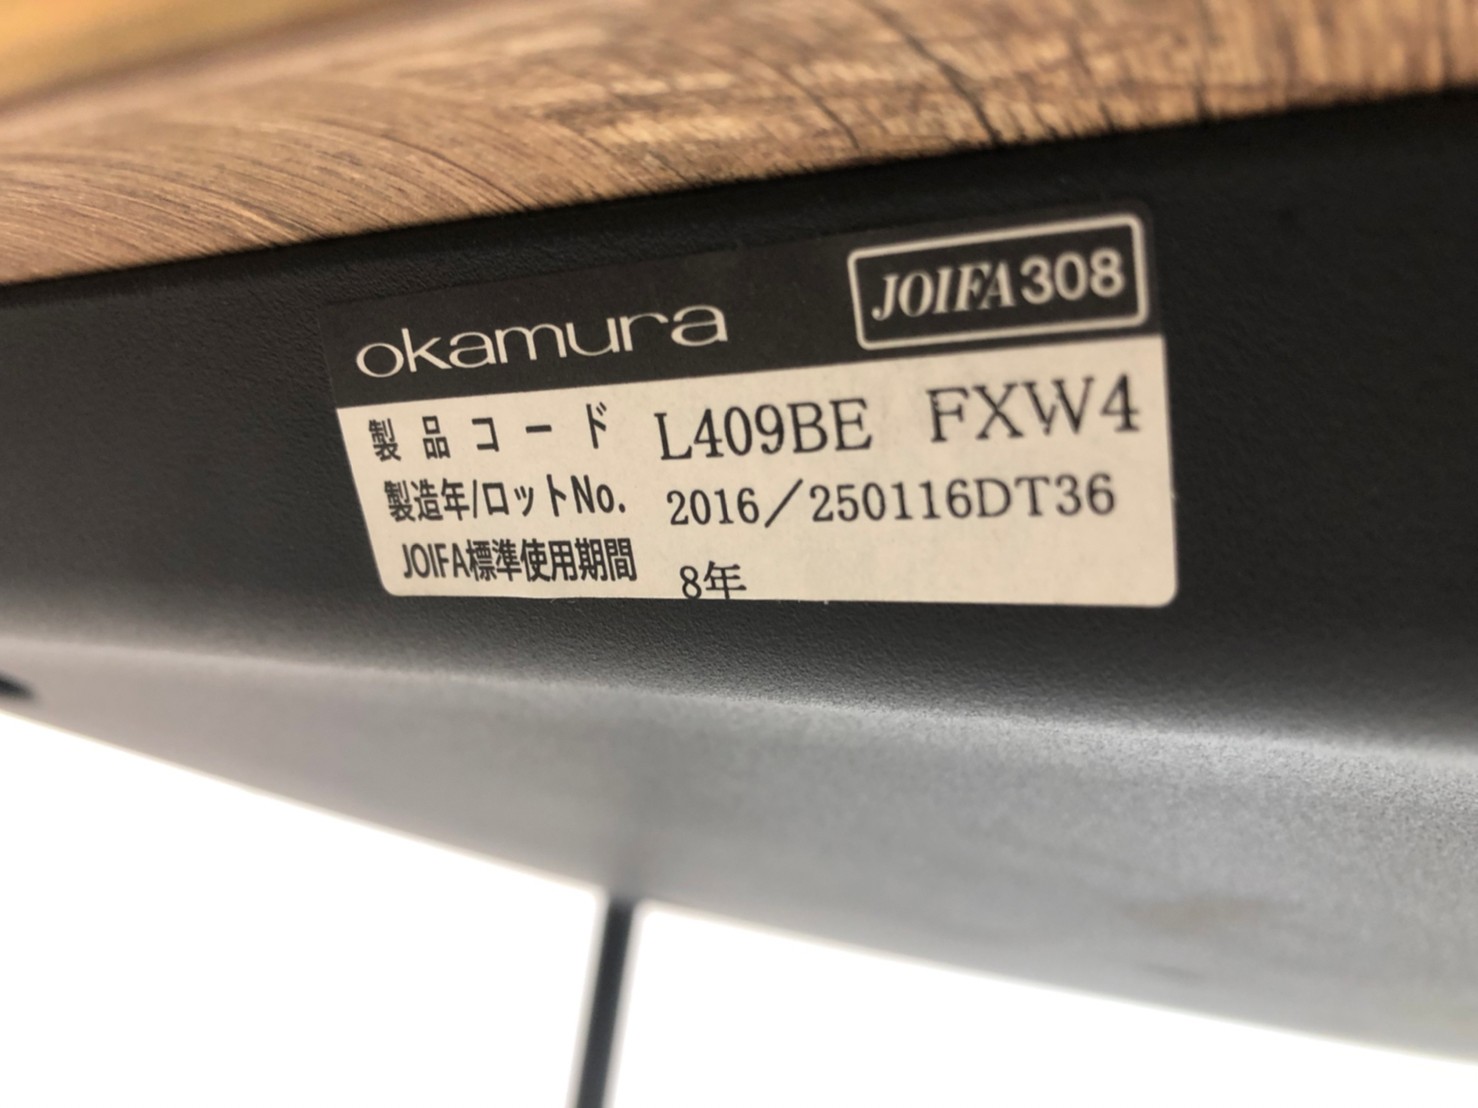 okamura
JOIFA308
製品コード L409BE FXW4
製造年/ロットNo. 2016/250116DT36
JOIFA標準使用期間 8年